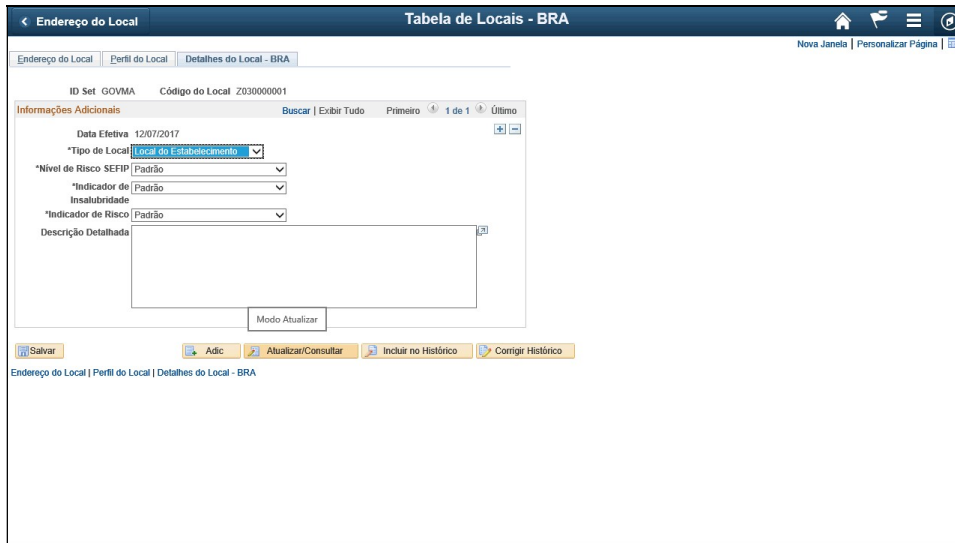 Endereço do Local
Tabela de Locais - BRA
Nova Janela | Personalizar Página |
Endereço do Local Perfil do Local Detalhes do Local - BRA
ID Set GOVMA Código do Local Z030000001
Informações Adicionais Buscar | Exibir Tudo Primeiro 1 de 1 Último
Data Efetiva 12/07/2017
*Tipo de Local Local do Estabelecimento
*Nível de Risco SEFIP Padrão
*Indicador de Padrão
Insalubridade
*Indicador de Risco Padrão
Descrição Detalhada
Modo Atualizar
Salvar Adic Atualizar/Consultar Incluir no Histórico Corrigir Histórico
Endereço do Local | Perfil do Local | Detalhes do Local - BRA